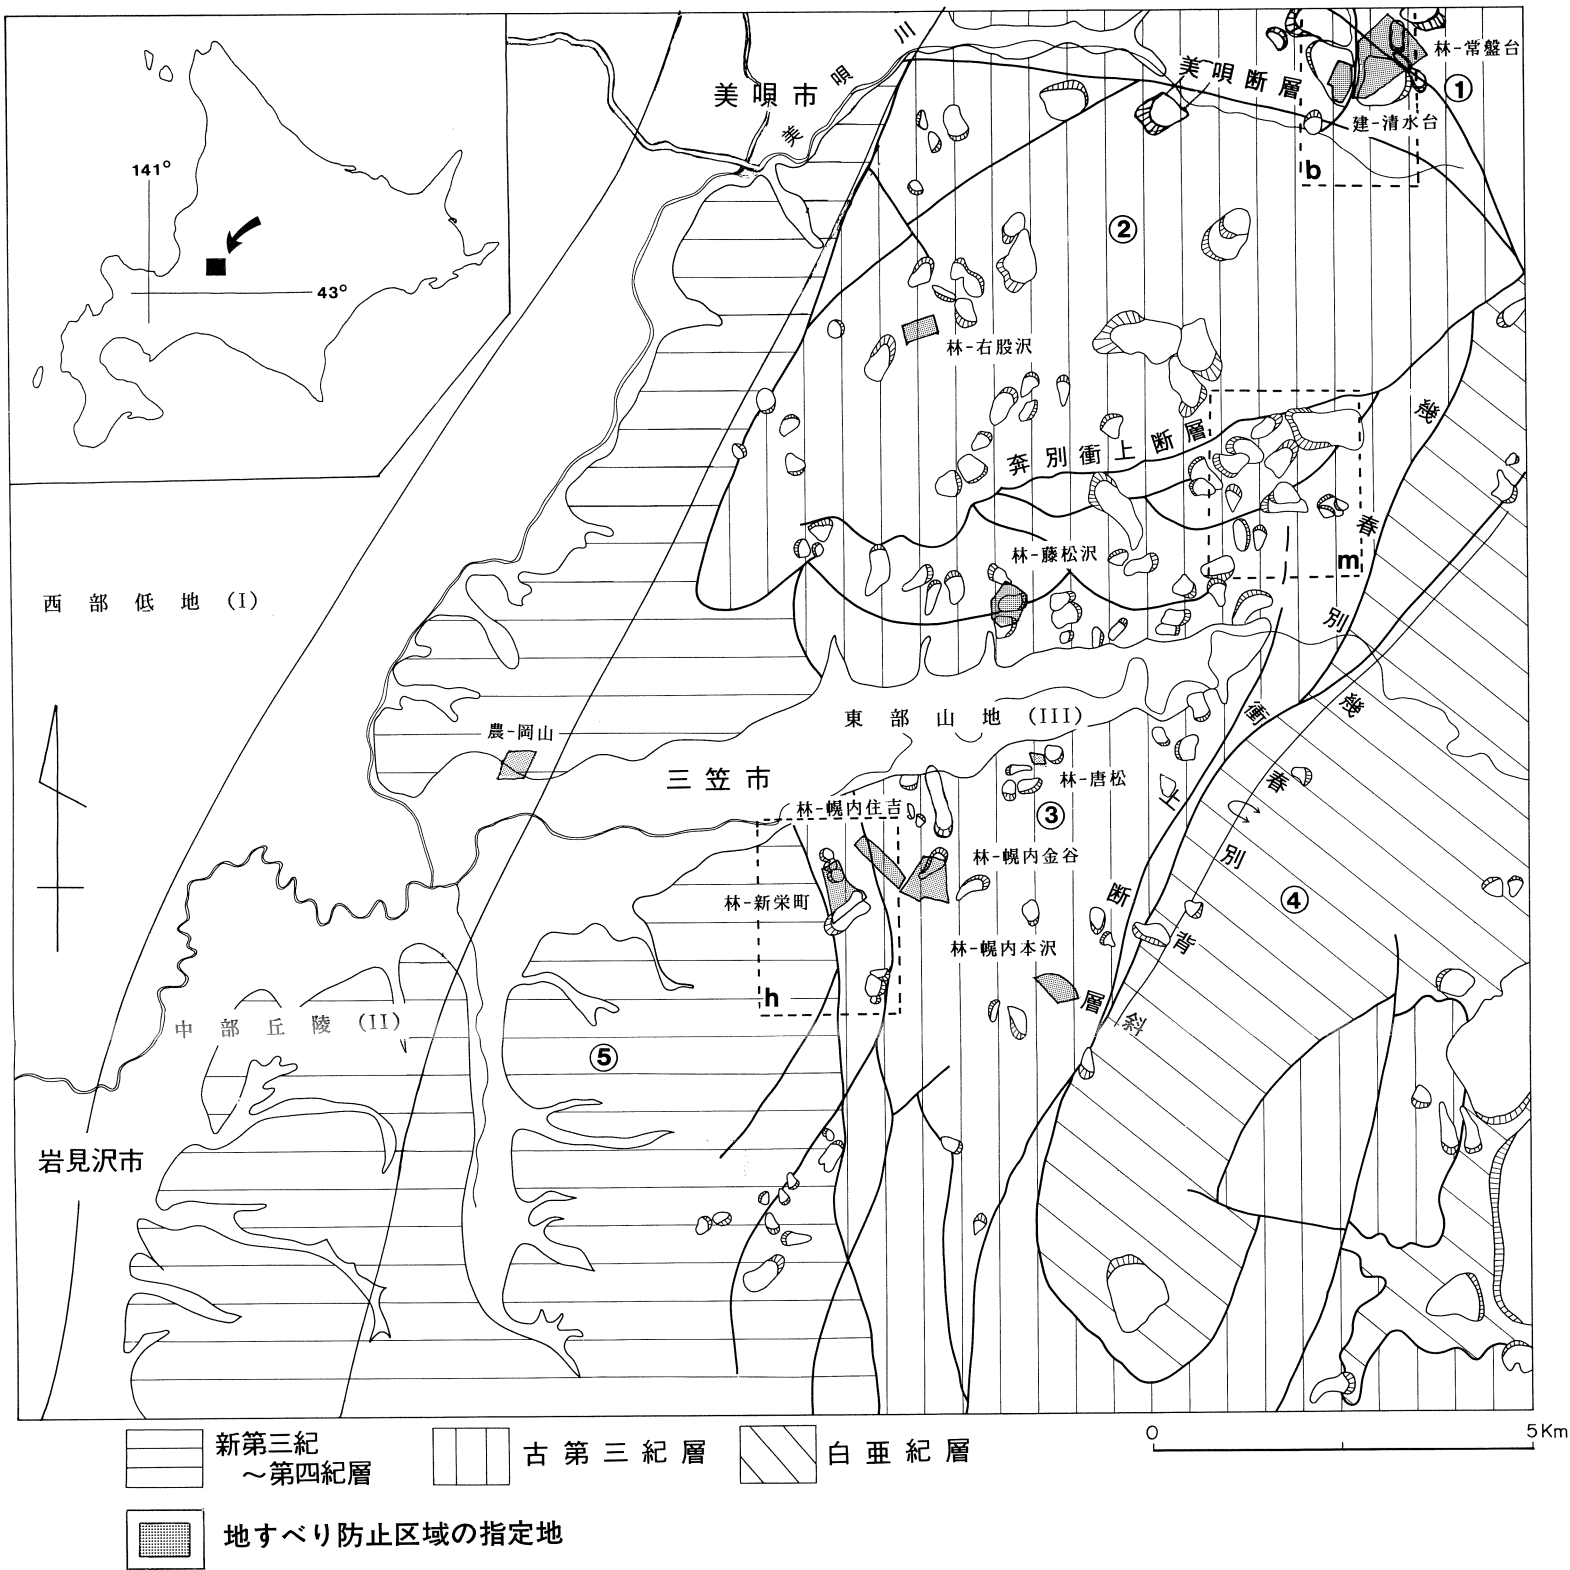 141°
43°
美唄市
美唄川
美唄断層
林-常盤台
①
建-清水台
b
②
林-右股沢
奔別衝上断層
幾春別衝上断層
m
林-藤松沢
西部低地(I)
農-岡山
東部山地(III)
三笠市
林-唐松
③
幾春別背斜
林-幌内住吉
林-幌内金谷
林-新栄町
④
林-幌内本沢
h
中部丘陵(II)
⑤
岩見沢市
新第三紀
～第四紀層
古第三紀層
白亜紀層
0
5Km
地すべり防止区域の指定地